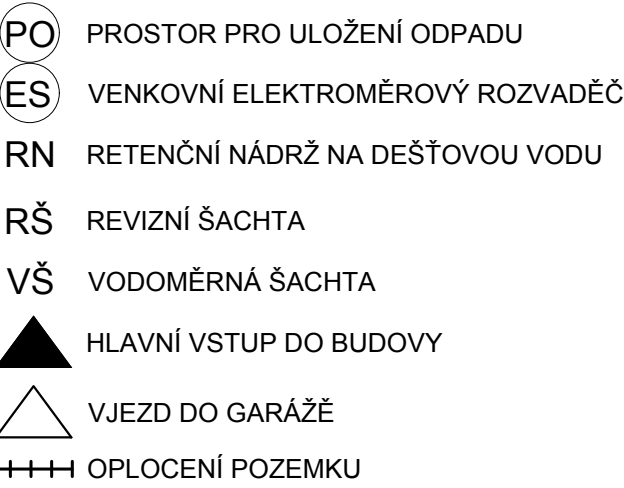 PO PROSTOR PRO ULOŽENÍ ODPADU
ES VENKOVNÍ ELEKTROMĚROVÝ ROZVADĚČ
RN RETENČNÍ NÁDRŽ NA DEŠŤOVOU VODU
RŠ REVIZNÍ ŠACHTA
VŠ VODOMĚRNÁ ŠACHTA
HLAVNÍ VSTUP DO BUDOVY
VJEZD DO GARÁŽĚ
OPLOCENÍ POZEMKU